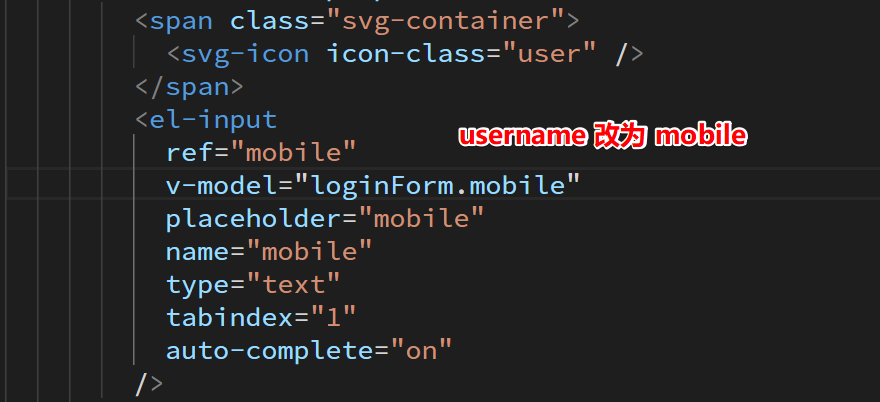 <span class="svg-container">
<svg-icon icon-class="user" />
</span>
<el-input
username 改为 mobile
ref="mobile"
v-model="loginForm.mobile"
placeholder="mobile"
name="mobile"
type="text"
tabindex="1"
auto-complete="on"
/>